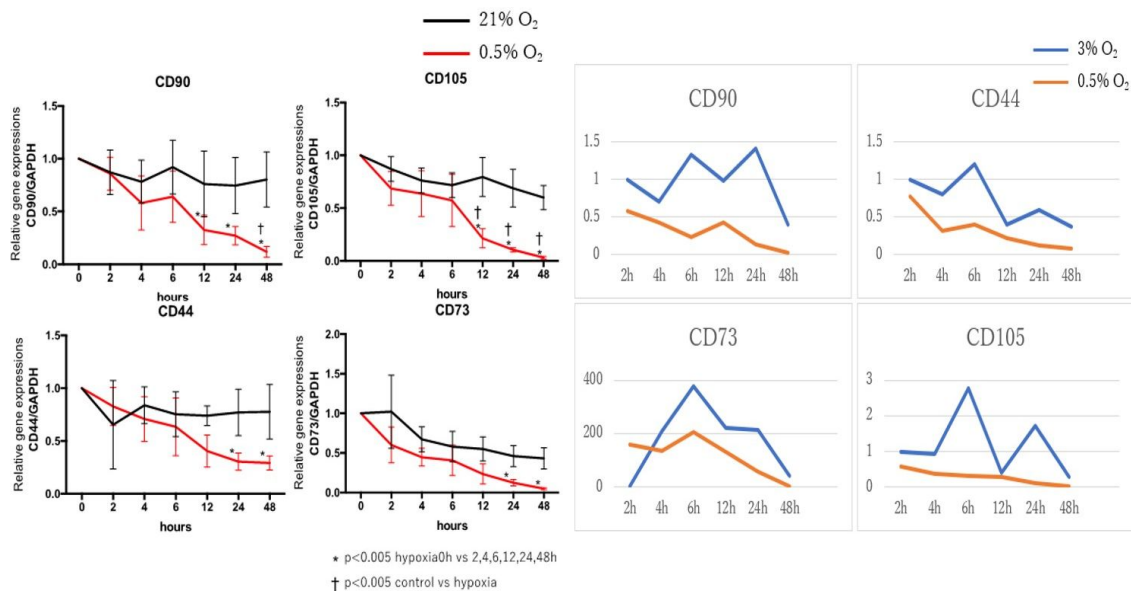 21% O₂
0.5% O₂
CD90
Relative gene expressions
CD90/GAPDH
1.5
1.0
0.5
0.0
0 2 4 6 12 24 48
hours
*
*
†
*
CD105
Relative gene expressions
CD105/GAPDH
1.5
1.0
0.5
0.0
0 2 4 6 12 24 48
hours
†
*
†
*
†
*
CD44
Relative gene expressions
CD44/GAPDH
1.5
1.0
0.5
0.0
0 2 4 6 12 24 48
hours
*
*
CD73
Relative gene expressions
CD73/GAPDH
2.0
1.5
1.0
0.5
0.0
0 2 4 6 12 24 48
hours
*
*
* p<0.005 hypoxia0h vs 2,4,6,12,24,48h
† p<0.005 control vs hypoxia
3% O₂
0.5% O₂
CD90
1.5
1
0.5
0
2h 4h 6h 12h 24h 48h
CD44
1.5
1
0.5
0
2h 4h 6h 12h 24h 48h
CD73
400
200
0
2h 4h 6h 12h 24h 48h
CD105
3
2
1
0
2h 4h 6h 12h 24h 48h